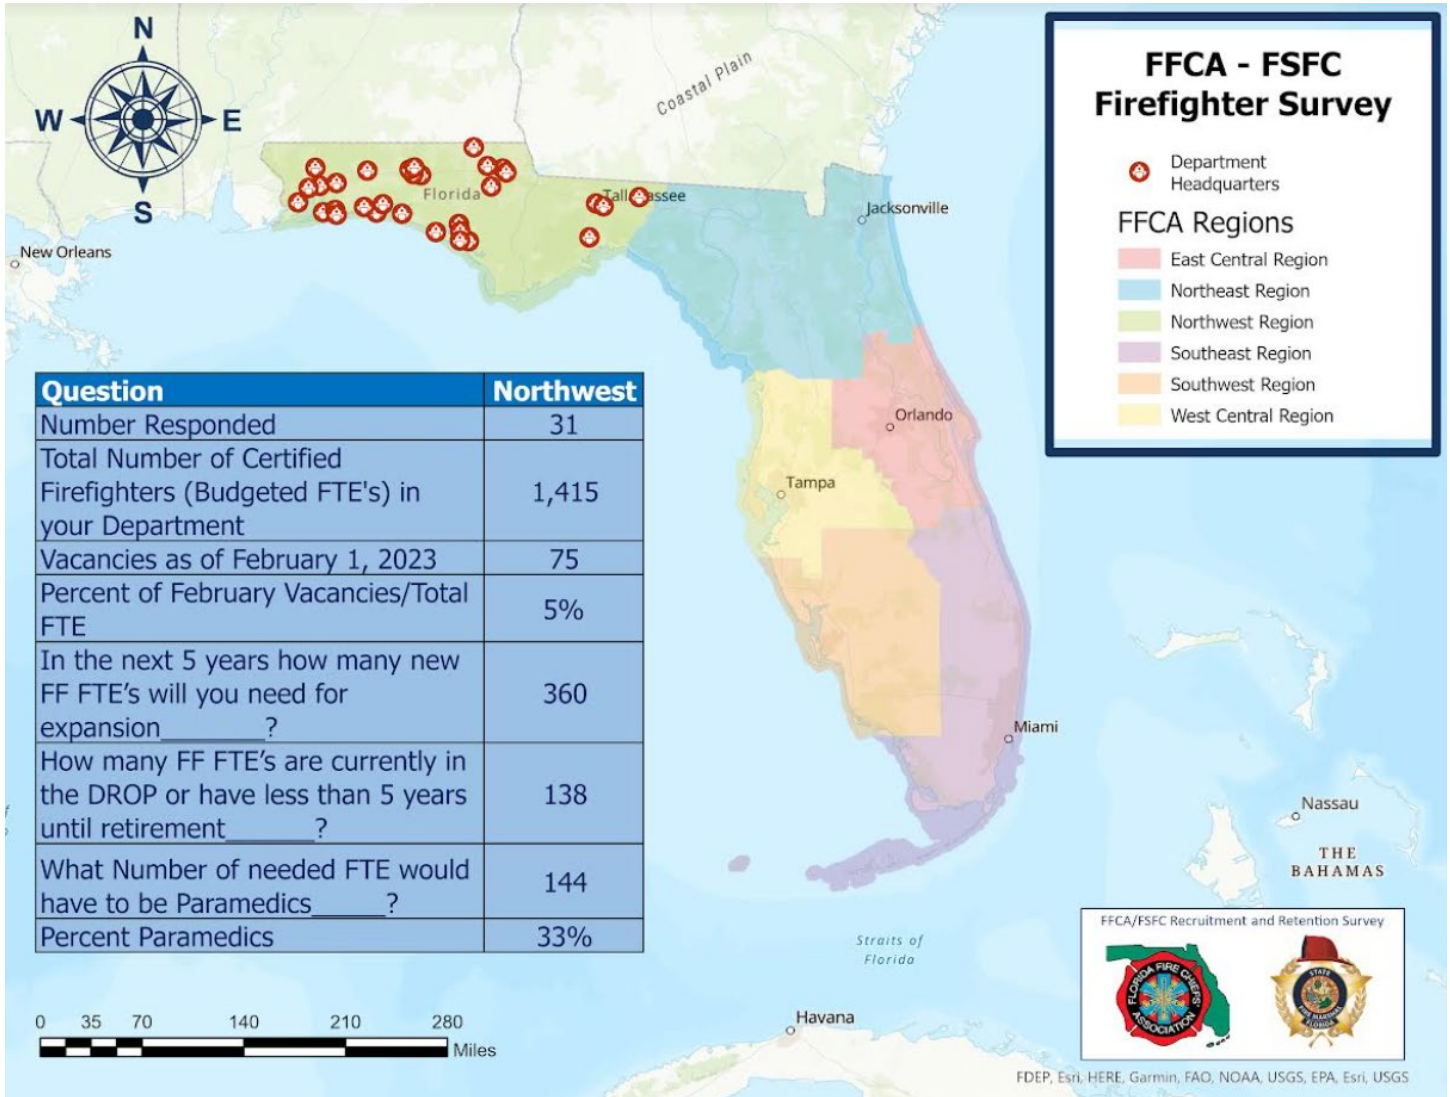 N
W
E
S
Coastal Plain
Florida
Tallahassee
Jacksonville
New Orleans
Orlando
Tampa
Miami
Nassau
THE
BAHAMAS
Straits of
Florida
Havana
FFCA - FSFC
Firefighter Survey
Department
Headquarters
FFCA Regions
East Central Region
Northeast Region
Northwest Region
Southeast Region
Southwest Region
West Central Region
Question Northwest
Number Responded 31
Total Number of Certified
Firefighters (Budgeted FTE's) in
your Department
1,415
Vacancies as of February 1, 2023 75
Percent of February Vacancies/Total
FTE
5%
In the next 5 years how many new
FF FTE’s will you need for
expansion_______?
360
How many FF FTE’s are currently in
the DROP or have less than 5 years
until retirement______?
138
What Number of needed FTE would
have to be Paramedics_____?
144
Percent Paramedics 33%
0 35 70 140 210 280
Miles
FFCA/FSFC Recruitment and Retention Survey
FLORIDA FIRE CHIEFS'
ASSOCIATION
STATE
FIRE MARSHAL
FLORIDA
FDEP, Esri, HERE, Garmin, FAO, NOAA, USGS, EPA, Esri, USGS